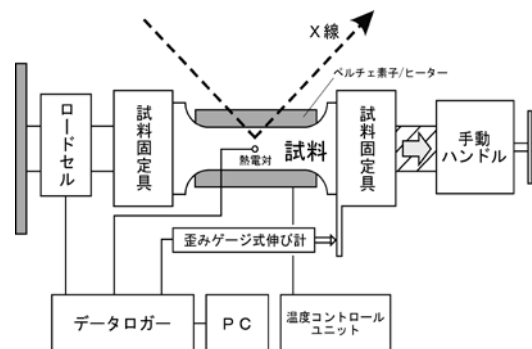 X線
ペルチェ素子/ヒーター
ロードセル
試料固定具
試料
熱電対
試料固定具
手動
ハンドル
歪みゲージ式伸び計
データロガー
PC
温度コントロール
ユニット